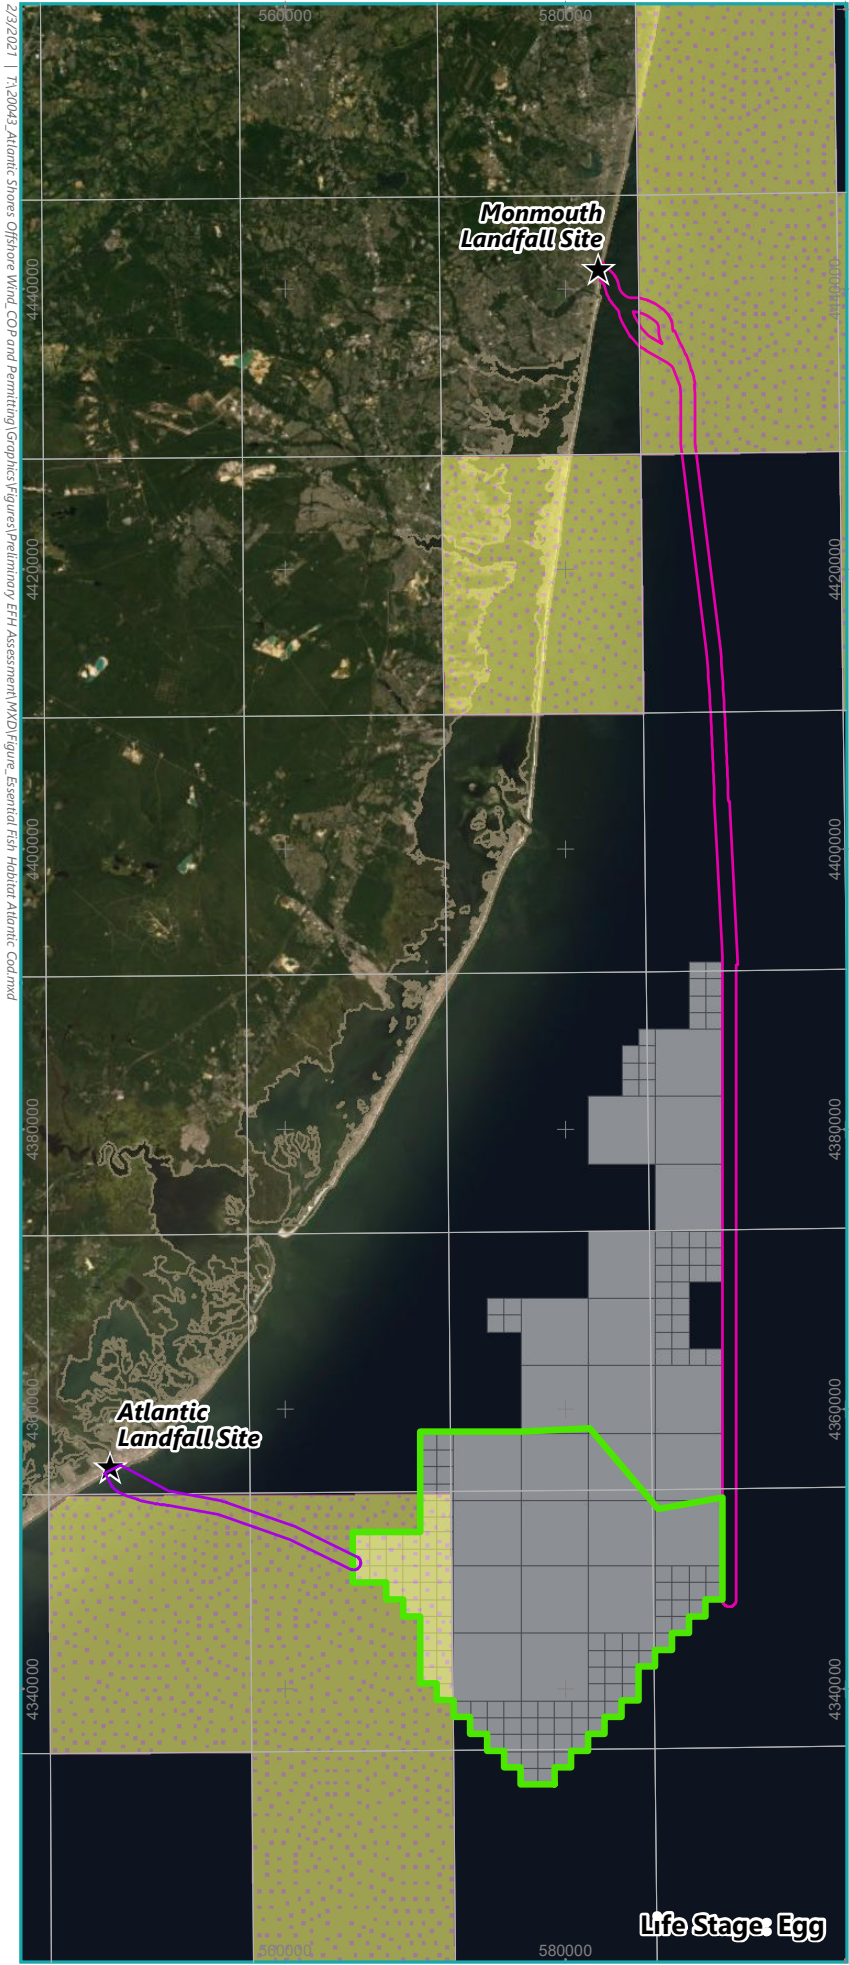 560000
580000
2/3/2021 | T:\20043_Atlantic Shores Offshore Wind_COP and Permitting\Graphics\Figures\Preliminary EFH Assessment\MXD\Figure_Essential Fish Habitat Atlantic Cod.mxd
Monmouth
Landfall Site
4440000
4440000
4420000
4420000
4400000
4400000
4380000
4380000
4360000
4360000
Atlantic
Landfall Site
4340000
4340000
Life Stage: Egg
560000
580000